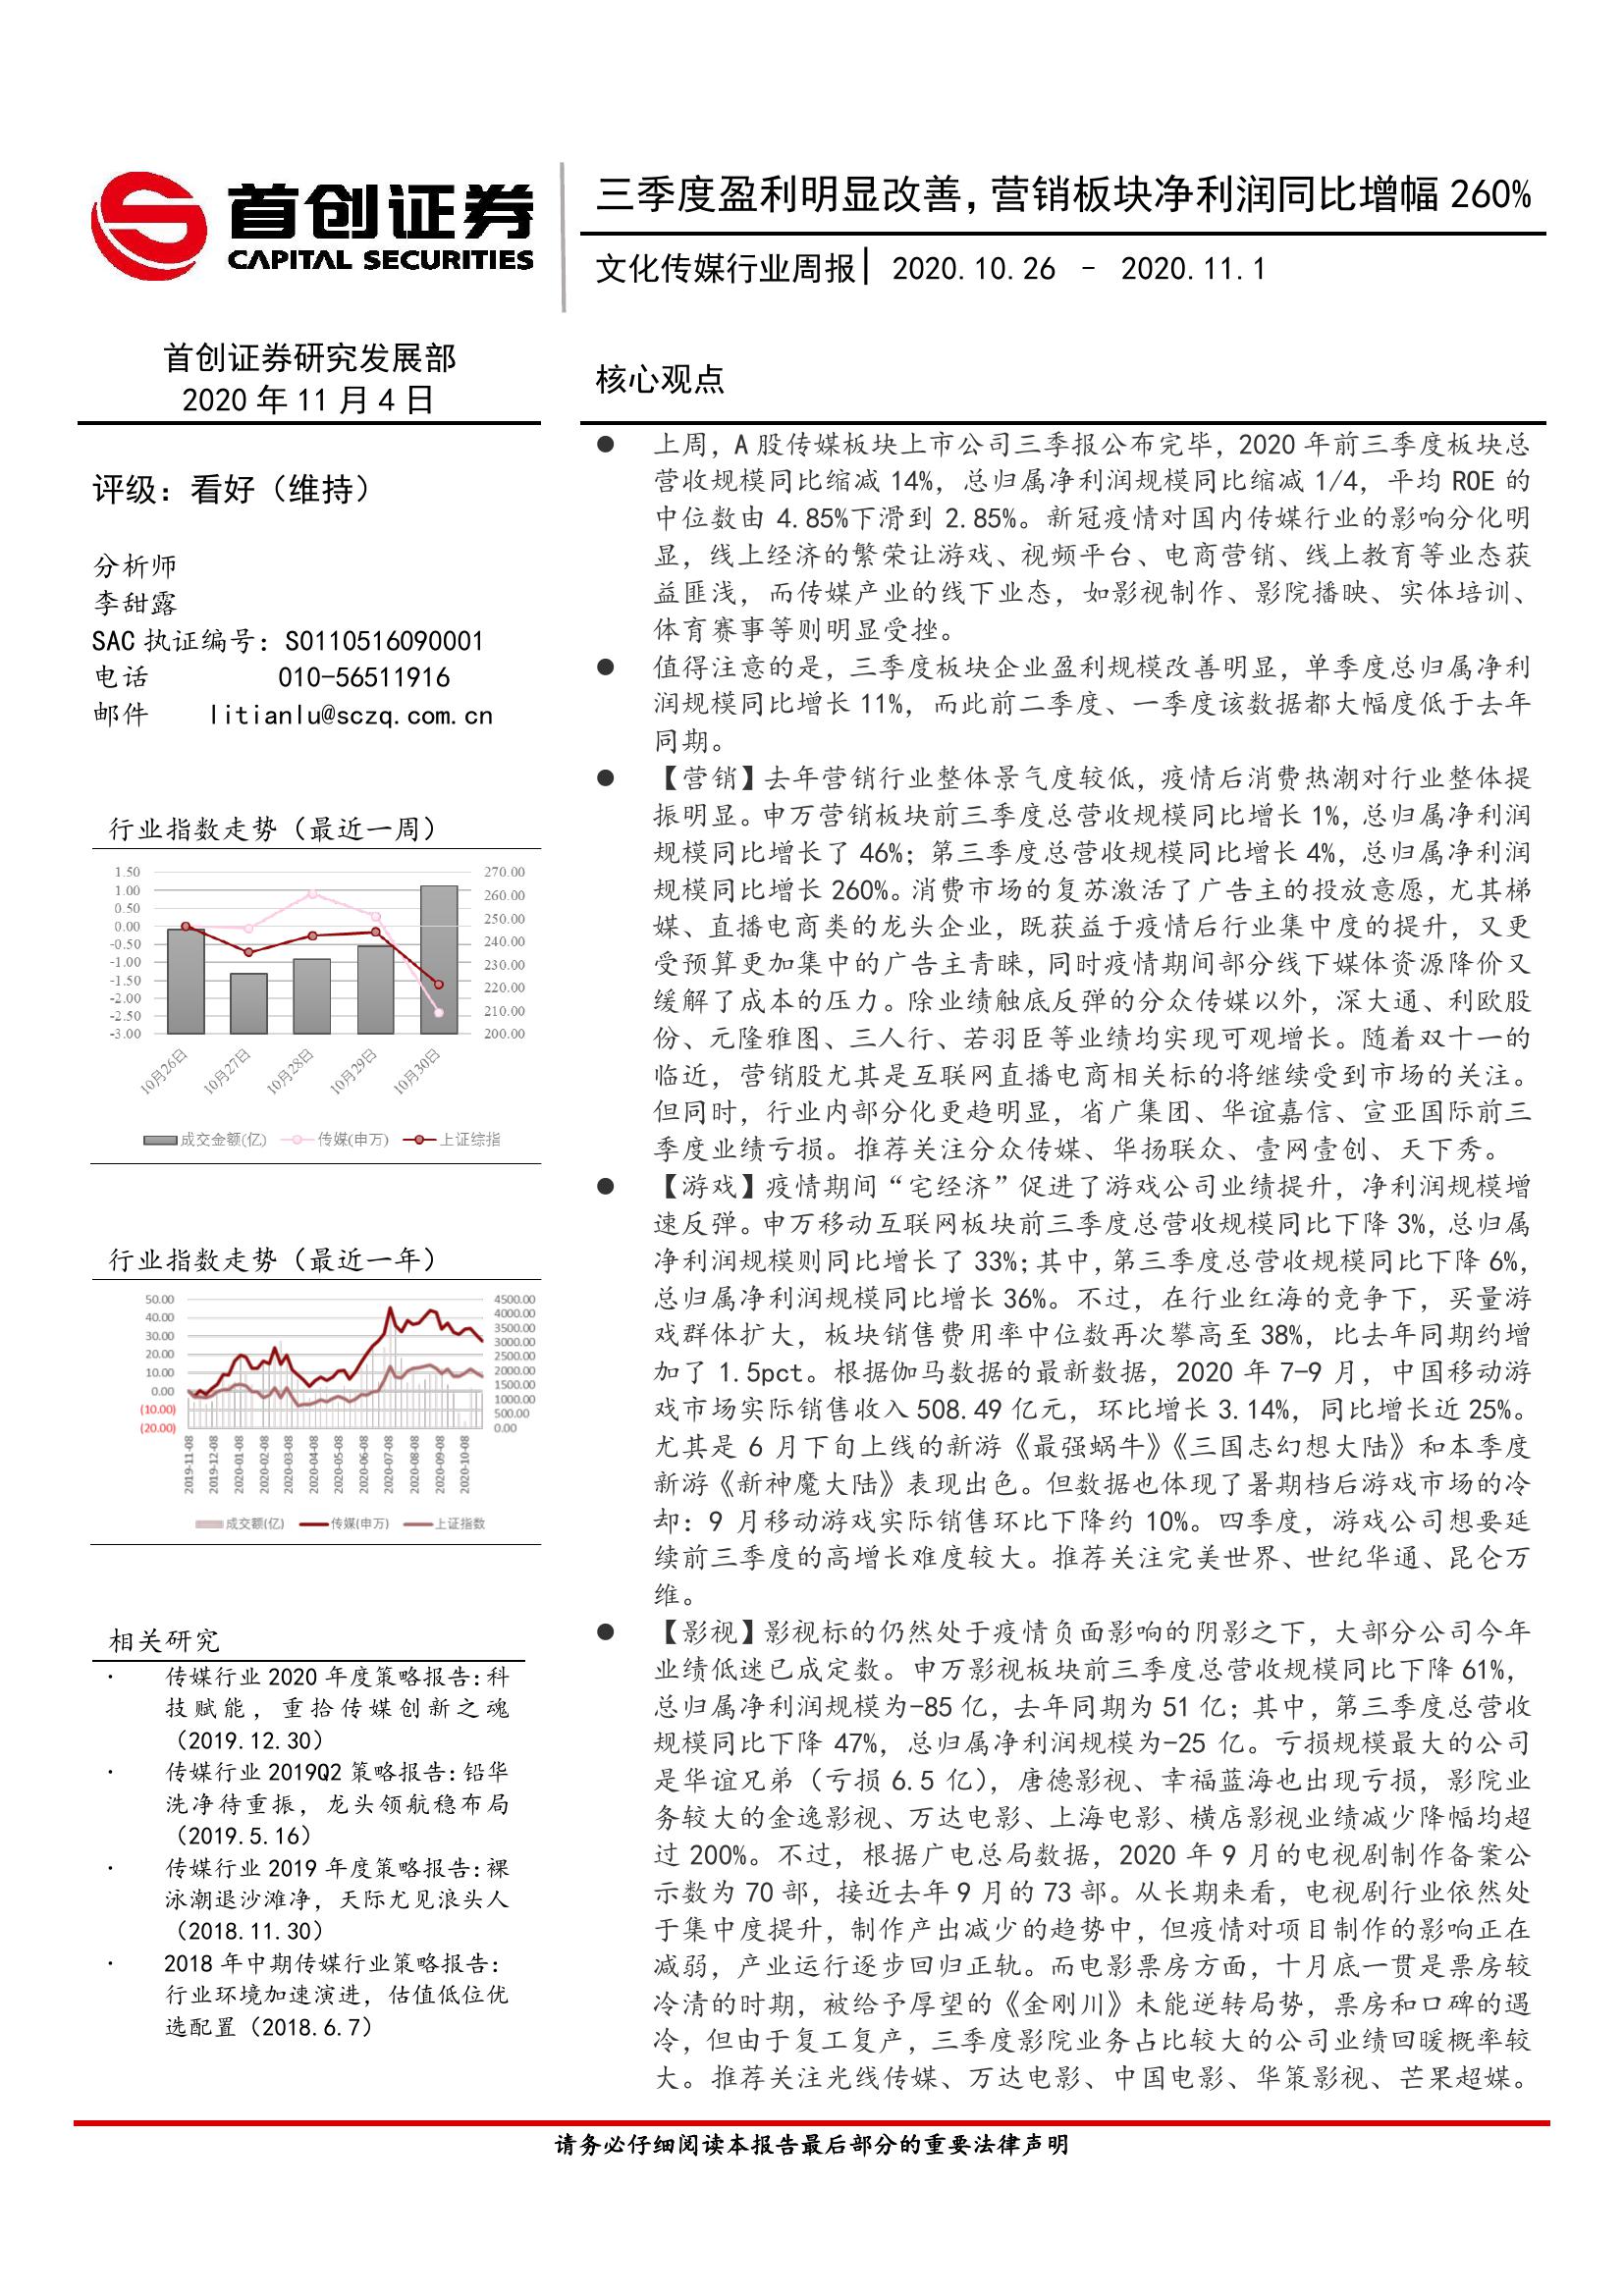 首创证券
CAPITAL SECURITIES
三季度盈利明显改善，营销板块净利润同比增幅 260%
文化传媒行业周报 | 2020.10.26 – 2020.11.1
首创证券研究发展部
2020 年 11 月 4 日
评级：看好（维持）
分析师
李甜露
SAC 执证编号：S0110516090001
电话 010-56511916
邮件 litianlu@sczq.com.cn
行业指数走势（最近一周）
1.50 270.00
1.00 260.00
0.50 250.00
0.00 240.00
-0.50 230.00
-1.00 220.00
-1.50 210.00
-2.00 200.00
-2.50
-3.00
10月26日 10月27日 10月28日 10月29日 10月30日
成交金额(亿) 传媒(申万) 上证综指
行业指数走势（最近一年）
50.00 4500.00
40.00 4000.00
30.00 3500.00
20.00 3000.00
10.00 2500.00
0.00 2000.00
(10.00) 1500.00
(20.00) 1000.00
500.00
0.00
2019-11-08 2019-12-08 2020-01-08 2020-02-08 2020-03-08 2020-04-08 2020-05-08 2020-06-08 2020-07-08 2020-08-08 2020-09-08 2020-10-08
成交额(亿) 传媒(申万) 上证指数
相关研究
· 传媒行业 2020 年度策略报告：科
技赋能，重拾传媒创新之魂
（2019.12.30）
· 传媒行业 2019Q2 策略报告：铅华
洗净待重振，龙头领航稳布局
（2019.5.16）
· 传媒行业 2019 年度策略报告：裸
泳潮退沙滩净，天际尤见浪头人
（2018.11.30）
· 2018 年中期传媒行业策略报告：
行业环境加速演进，估值低位优
选配置（2018.6.7）
核心观点
● 上周，A 股传媒板块上市公司三季报公布完毕，2020 年前三季度板块总
营收规模同比缩减 14%，总归属净利润规模同比缩减 1/4，平均 ROE 的
中位数由 4.85%下滑到 2.85%。新冠疫情对国内传媒行业的影响分化明
显，线上经济的繁荣让游戏、视频平台、电商营销、线上教育等业态获
益匪浅，而传媒产业的线下业态，如影视制作、影院播映、实体培训、
体育赛事等则明显受挫。
● 值得注意的是，三季度板块企业盈利规模改善明显，单季度总归属净利
润规模同比增长 11%，而此前二季度、一季度该数据都大幅度低于去年
同期。
● 【营销】去年营销行业整体景气度较低，疫情后消费热潮对行业整体提
振明显。申万营销板块前三季度总营收规模同比增长 1%，总归属净利润
规模同比增长了 46%；第三季度总营收规模同比增长 4%，总归属净利润
规模同比增长 260%。消费市场的复苏激活了广告主的投放意愿，尤其梯
媒、直播电商类的龙头企业，既获益于疫情后行业集中度的提升，又更
受预算更加集中的广告主青睐，同时疫情期间部分线下媒体资源降价又
缓解了成本的压力。除业绩触底反弹的分众传媒以外，深大通、利欧股
份、元隆雅图、三人行、若羽臣等业绩均实现可观增长。随着双十一的
临近，营销股尤其是互联网直播电商相关标的将继续受到市场的关注。
但同时，行业内部分化更趋明显，省广集团、华谊嘉信、宣亚国际前三
季度业绩亏损。推荐关注分众传媒、华扬联众、壹网壹创、天下秀。
● 【游戏】疫情期间“宅经济”促进了游戏公司业绩提升，净利润规模增
速反弹。申万移动互联网板块前三季度总营收规模同比下降 3%，总归属
净利润规模则同比增长了 33%；其中，第三季度总营收规模同比下降 6%，
总归属净利润规模同比增长 36%。不过，在行业红海的竞争下，买量游
戏群体扩大，板块销售费用率中位数再次攀高至 38%，比去年同期约增
加了 1.5pct。根据伽马数据的最新数据，2020 年 7-9 月，中国移动游
戏市场实际销售收入 508.49 亿元，环比增长 3.14%，同比增长近 25%。
尤其是 6 月下旬上线的新游《最强蜗牛》《三国志幻想大陆》和本季度
新游《新神魔大陆》表现出色。但数据也体现了暑期档后游戏市场的冷
却：9 月移动游戏实际销售环比下降约 10%。四季度，游戏公司想要延
续前三季度的高增长难度较大。推荐关注完美世界、世纪华通、昆仑万
维。
● 【影视】影视标的仍然处于疫情负面影响的阴影之下，大部分公司今年
业绩低迷已成定数。申万影视板块前三季度总营收规模同比下降 61%，
总归属净利润规模为-85 亿，去年同期为 51 亿；其中，第三季度总营收
规模同比下降 47%，总归属净利润规模为-25 亿。亏损规模最大的公司
是华谊兄弟（亏损 6.5 亿），唐德影视、幸福蓝海也出现亏损，影院业
务较大的金逸影视、万达电影、上海电影、横店影视业绩减少降幅均超
过 200%。不过，根据广电总局数据，2020 年 9 月的电视剧制作备案公
示数为 70 部，接近去年 9 月的 73 部。从长期来看，电视剧行业依然处
于集中度提升，制作产出减少的趋势中，但疫情对项目制作的影响正在
减弱，产业运行逐步回归正轨。而电影票房方面，十月底一贯是票房较
冷清的时期，被给予厚望的《金刚川》未能逆转局势，票房和口碑的遇
冷，但由于复工复产，三季度影院业务占比较大的公司业绩回暖概率较
大。推荐关注光线传媒、万达电影、中国电影、华策影视、芒果超媒。
请务必仔细阅读本报告最后部分的重要法律声明